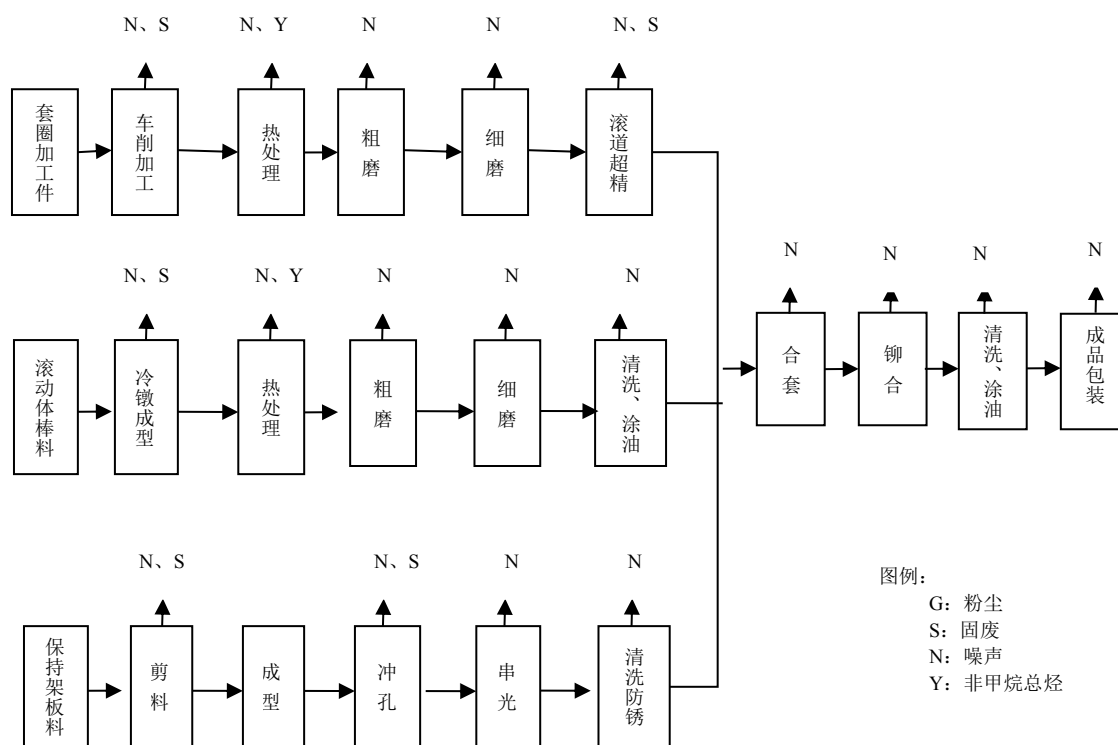 N、S
N、Y
N
N
N、S
套圈加工件
车削加工
热处理
粗磨
细磨
滚道超精
N、S
N、Y
N
N
N
N
N
N
N
滚动体棒料
冷镦成型
热处理
粗磨
细磨
清洗、涂油
合套
铆合
清洗、涂油
成品包装
N、S
N、S
N
N
保持架板料
剪料
成型
冲孔
串光
清洗防锈
图例：
G：粉尘
S：固废
N：噪声
Y：非甲烷总烃